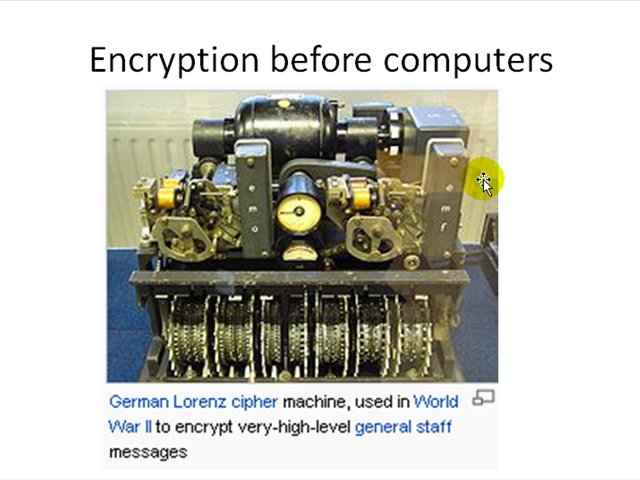 Encryption before computers
German Lorenz cipher machine, used in World
War II to encrypt very-high-level general staff
messages